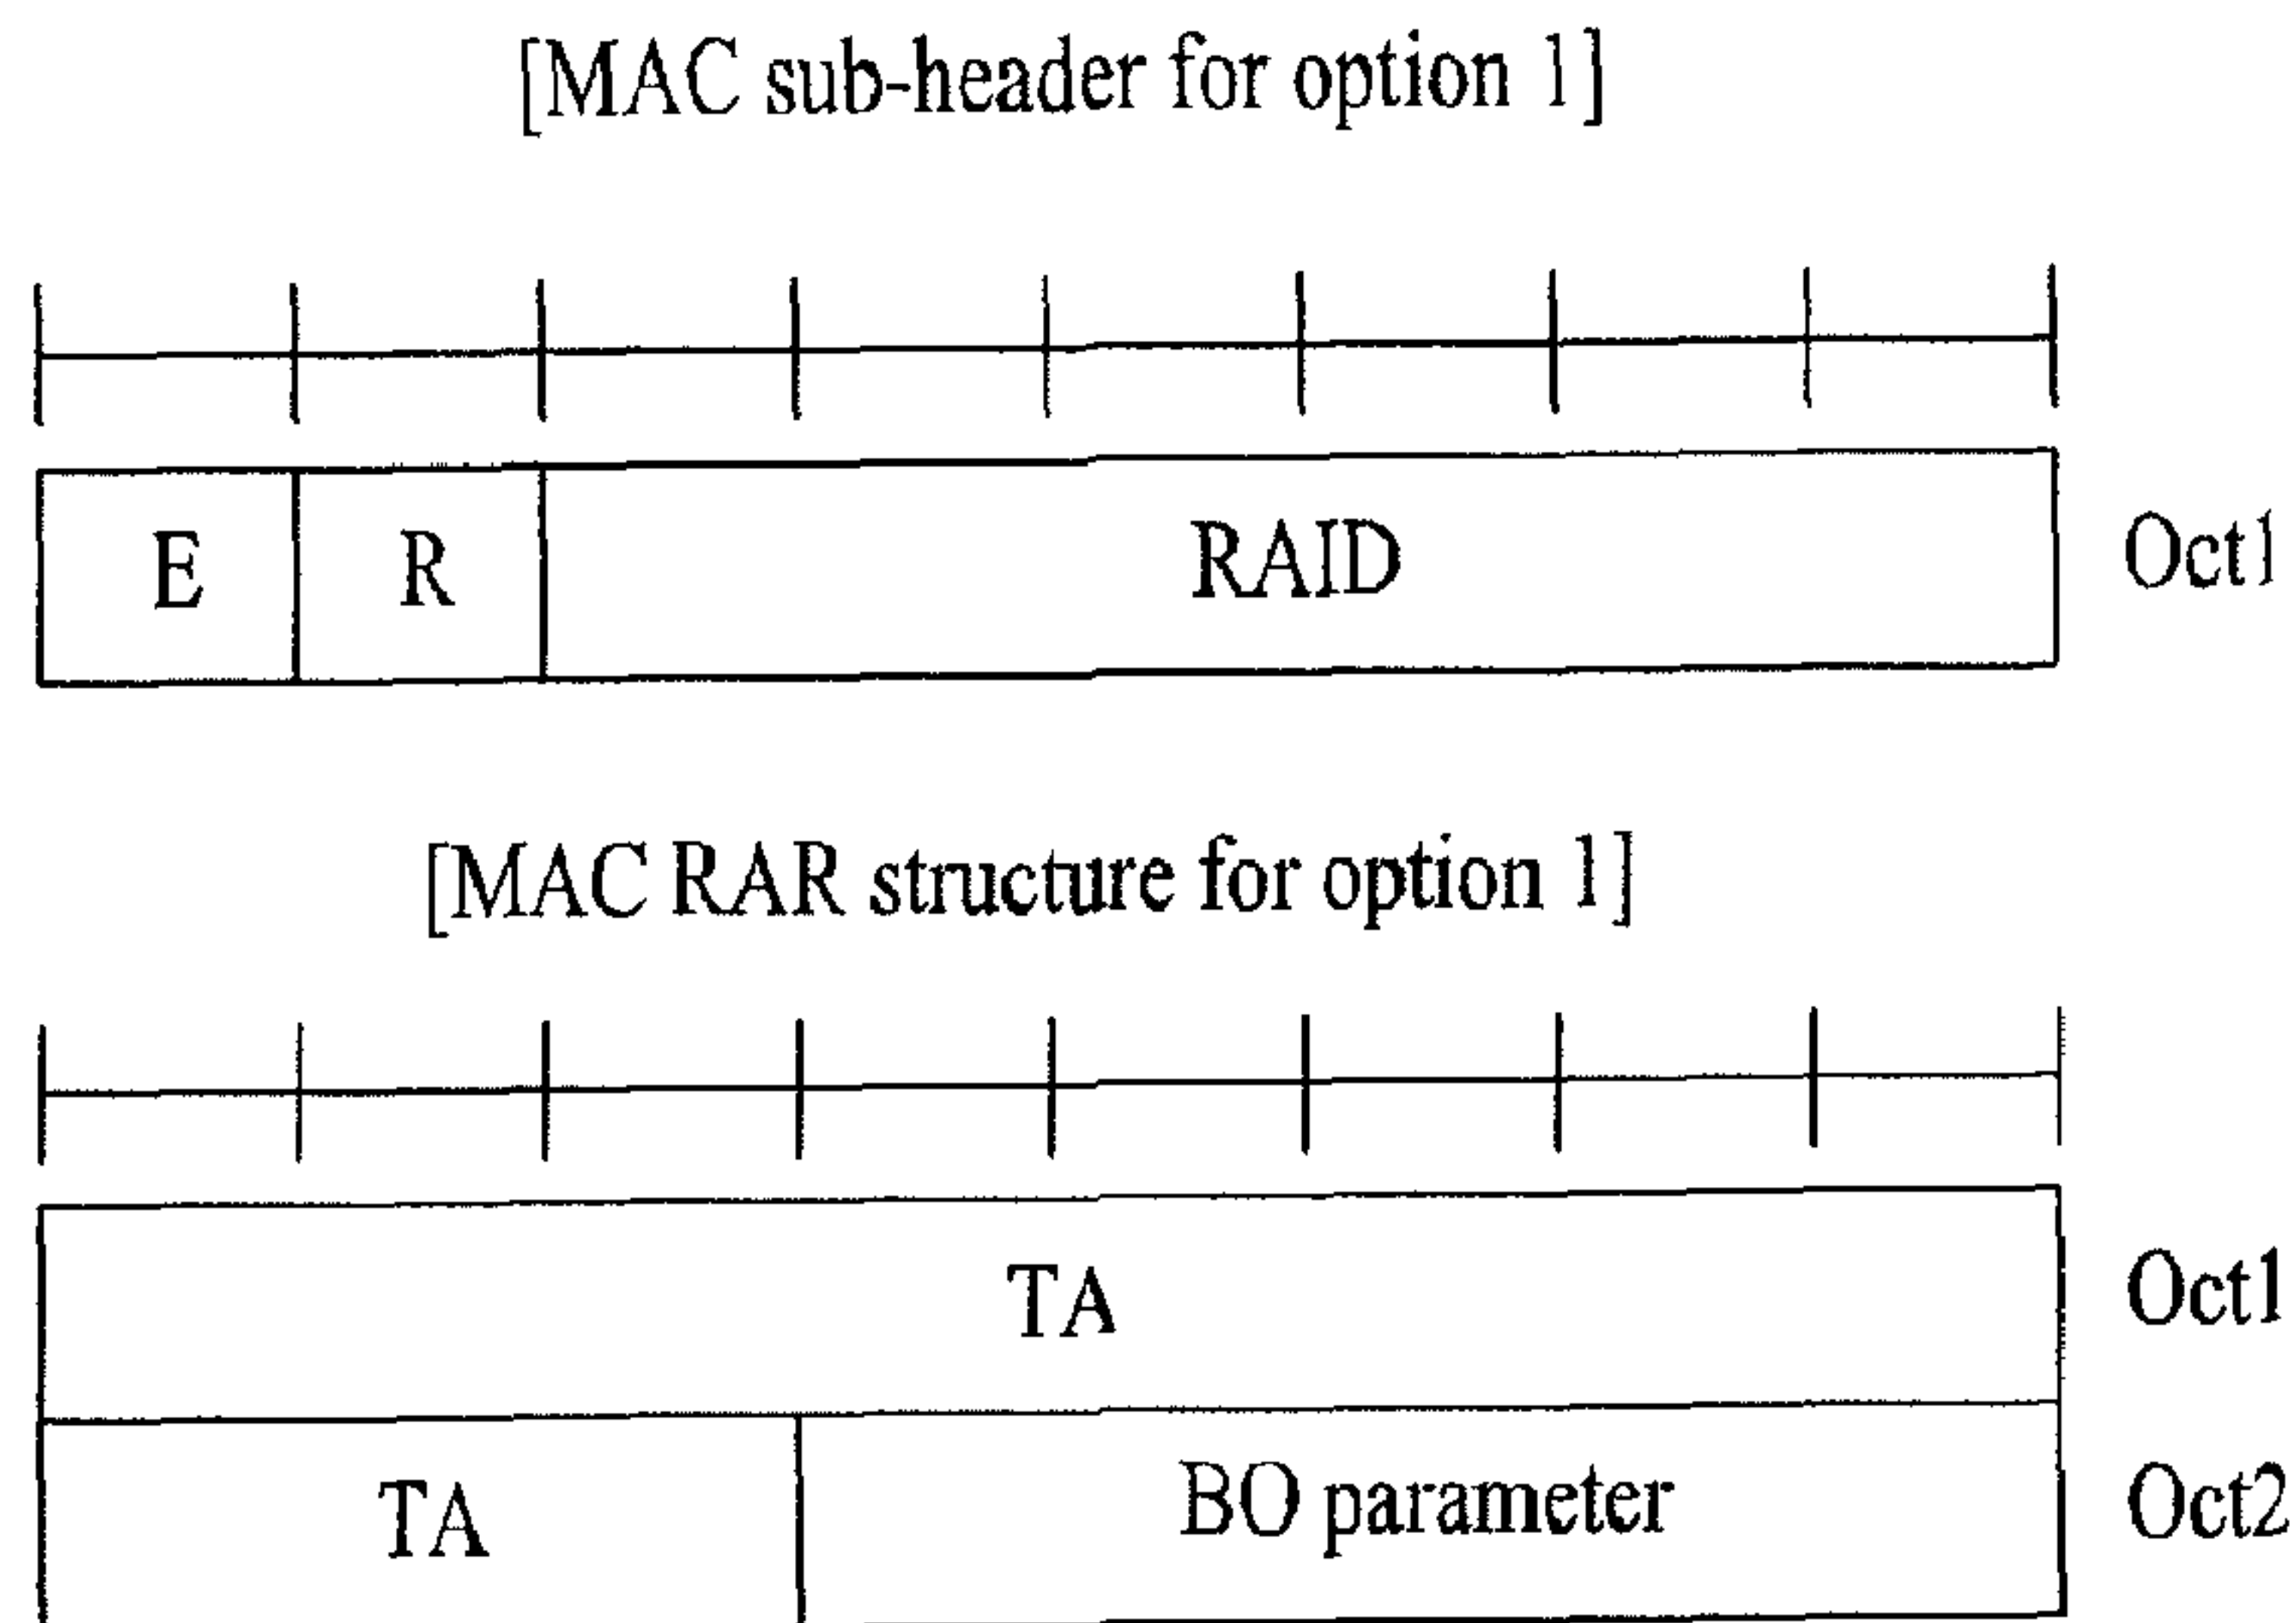 [MAC sub-header for option 1]
E R RAID Oct1
[MAC RAR structure for option 1]
TA Oct1
TA BO parameter Oct2